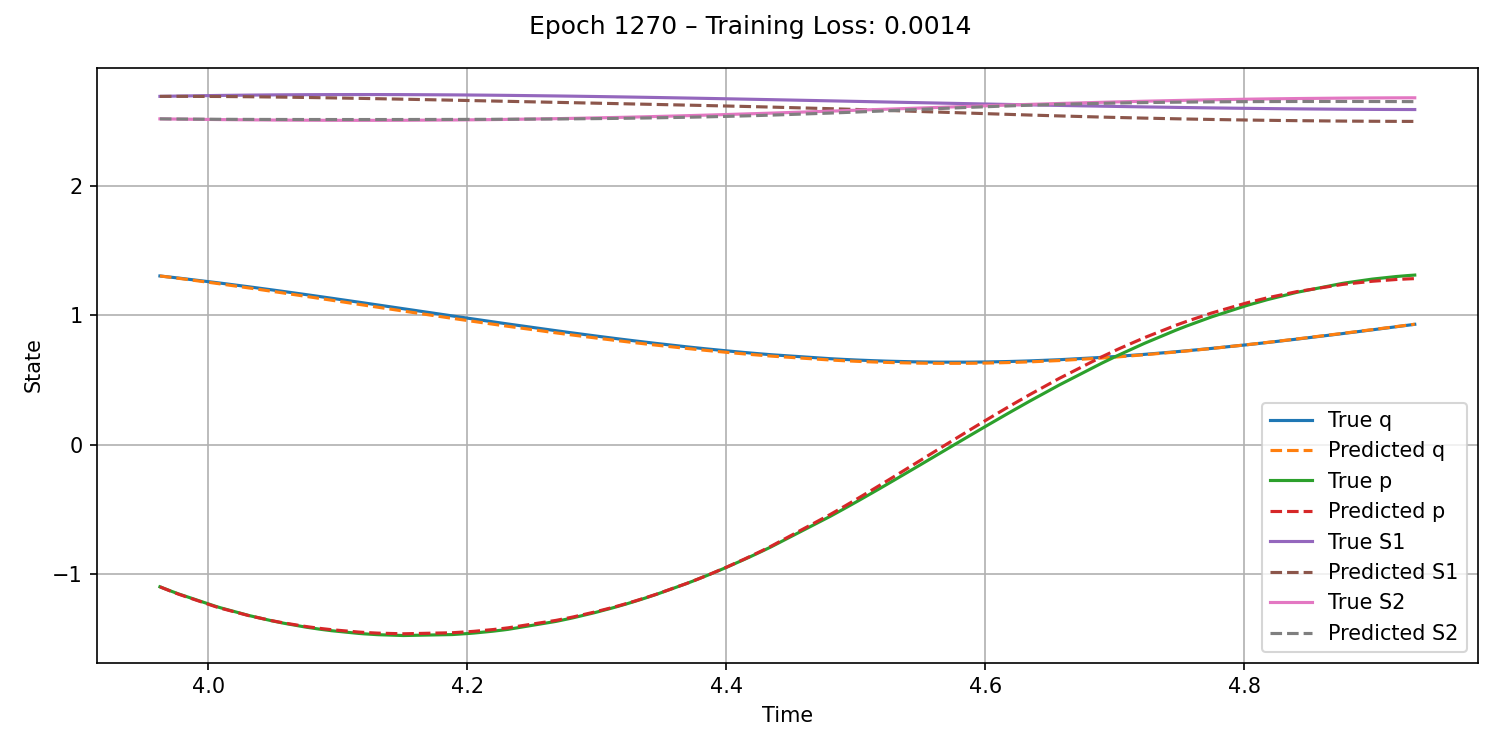 Epoch 1270 – Training Loss: 0.0014
State
2
1
0
−1
4.0 4.2 4.4 4.6 4.8
Time
True q
Predicted q
True p
Predicted p
True S1
Predicted S1
True S2
Predicted S2